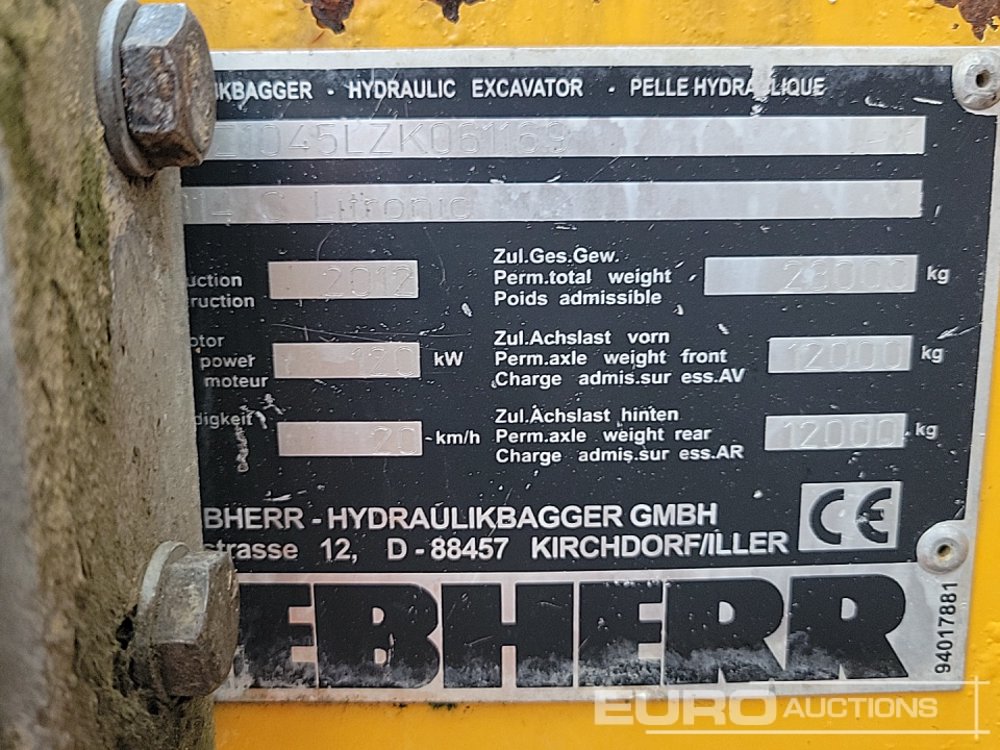 IKBAGGER - HYDRAULIC EXCAVATOR - PELLE HYDRAULIQUE
Z1045LZK061169
4 C Litronic
uction
truction
2012
Zul.Ges.Gew.
Perm.total weight
Poids admissible
28000 kg
otor
power
moteur
120 kW
Zul.Achslast vorn
Perm.axle weight front
Charge admis.sur ess.AV
12000 kg
digkeit
20 km/h
Zul.Achslast hinten
Perm.axle weight rear
Charge admis.sur ess.AR
12000 kg
BHERR - HYDRAULIKBAGGER GMBH
strasse 12, D - 88457 KIRCHDORF/ILLER
CE
EBHERR
94017881
EURO AUCTIONS